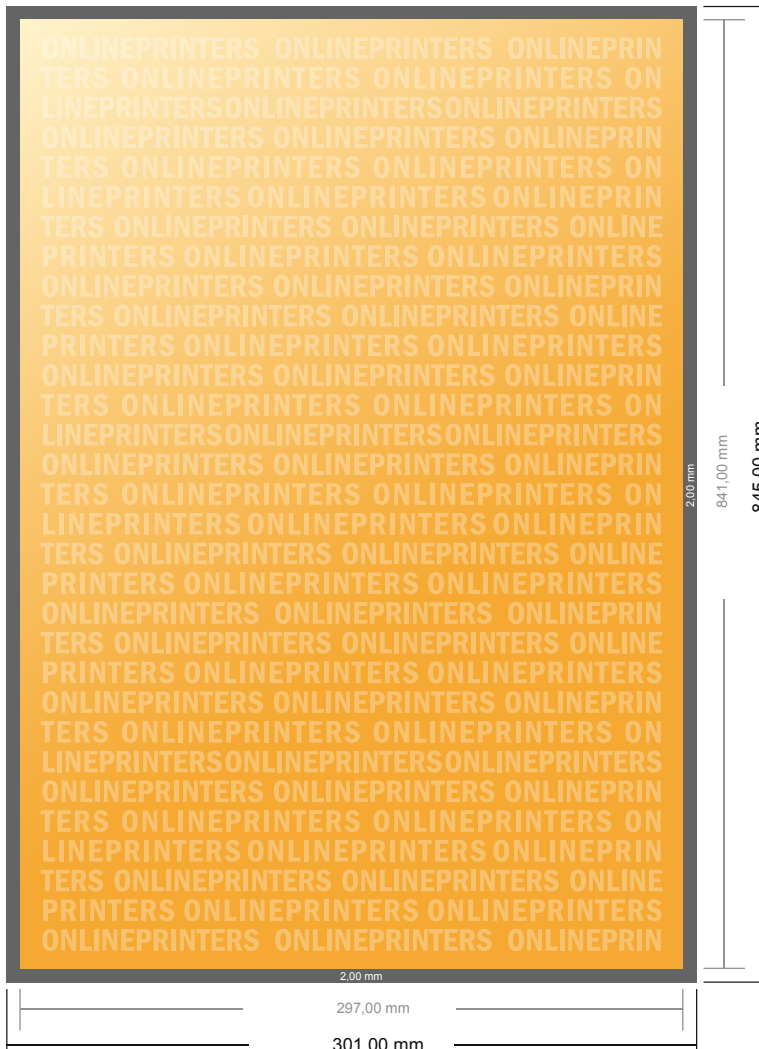 ONLINEPRINTERS ONLINEPRINTERS ONLINEPRIN
TERS ONLINEPRINTERS ONLINEPRINTERS ON
LINEPRINTERSONLINEPRINTERSONLINEPRINTERS
ONLINEPRINTERS ONLINEPRINTERS ONLINEPRIN
TERS ONLINEPRINTERS ONLINEPRINTERS ON
LINEPRINTERS ONLINEPRINTERS ONLINEPRIN
TERS ONLINEPRINTERS ONLINEPRINTERS ONLINE
PRINTERS ONLINEPRINTERS ONLINEPRINTERS
ONLINEPRINTERS ONLINEPRINTERS ONLINEPRIN
TERS ONLINEPRINTERS ONLINEPRINTERS ONLINE
PRINTERS ONLINEPRINTERS ONLINEPRINTERS
ONLINEPRINTERS ONLINEPRINTERS ONLINEPRIN
TERS ONLINEPRINTERS ONLINEPRINTERS ON
LINEPRINTERSONLINEPRINTERSONLINEPRINTERS
ONLINEPRINTERS ONLINEPRINTERS ONLINEPRIN
TERS ONLINEPRINTERS ONLINEPRINTERS ON
LINEPRINTERS ONLINEPRINTERS ONLINEPRIN
TERS ONLINEPRINTERS ONLINEPRINTERS ONLINE
PRINTERS ONLINEPRINTERS ONLINEPRINTERS
ONLINEPRINTERS ONLINEPRINTERS ONLINEPRIN
TERS ONLINEPRINTERS ONLINEPRINTERS ONLINE
PRINTERS ONLINEPRINTERS ONLINEPRINTERS
ONLINEPRINTERS ONLINEPRINTERS ONLINEPRIN
TERS ONLINEPRINTERS ONLINEPRINTERS ON
LINEPRINTERSONLINEPRINTERSONLINEPRINTERS
ONLINEPRINTERS ONLINEPRINTERS ONLINEPRIN
TERS ONLINEPRINTERS ONLINEPRINTERS ON
LINEPRINTERS ONLINEPRINTERS ONLINEPRIN
TERS ONLINEPRINTERS ONLINEPRINTERS ONLINE
PRINTERS ONLINEPRINTERS ONLINEPRINTERS
ONLINEPRINTERS ONLINEPRINTERS ONLINEPRIN
2,00 mm
841,00 mm
845,00 mm
2,00 mm
297,00 mm
301,00 mm